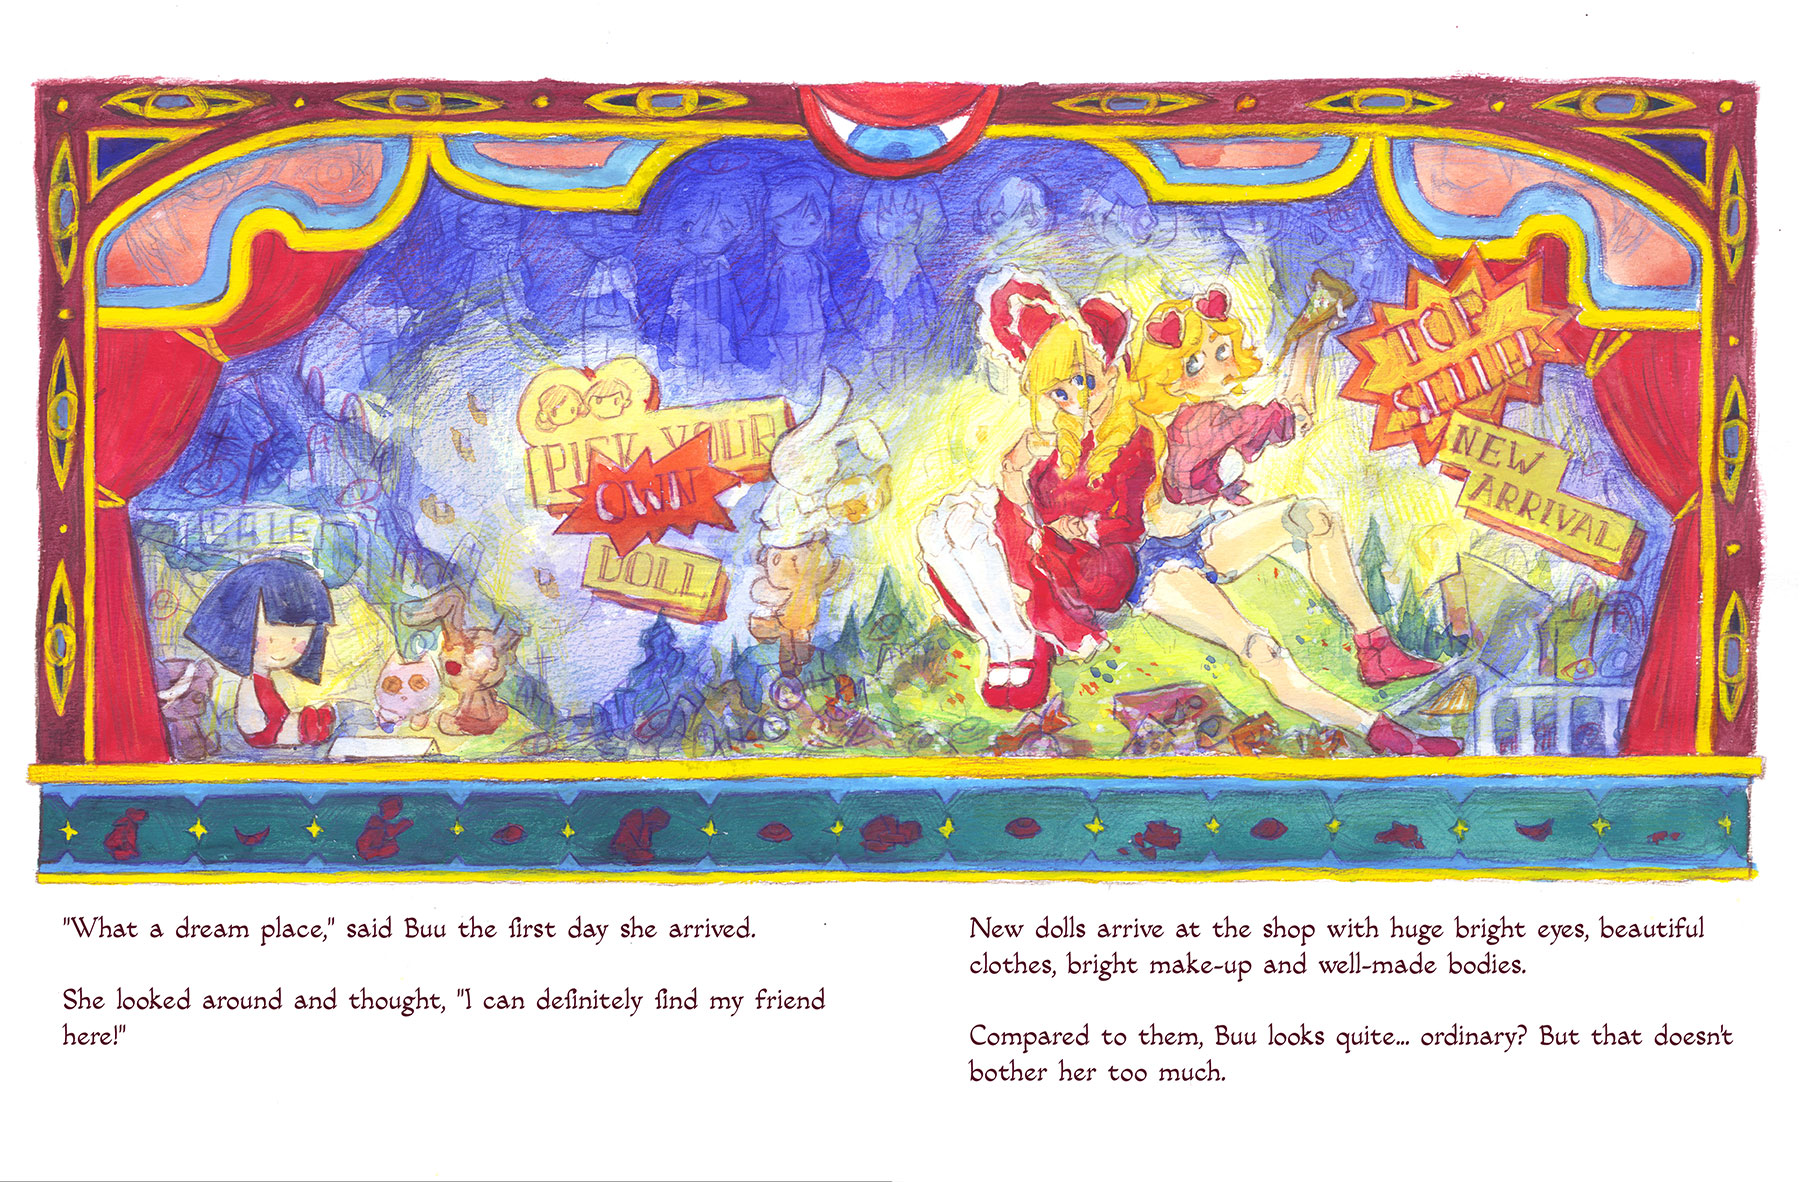 PICK YOUR
OWN
DOLL
TOP
NEW
ARRIVAL
"What a dream place," said Buu the first day she arrived.
She looked around and thought, "I can definitely find my friend
here!"
New dolls arrive at the shop with huge bright eyes, beautiful
clothes, bright make-up and well-made bodies.
Compared to them, Buu looks quite... ordinary? But that doesn't
bother her too much.